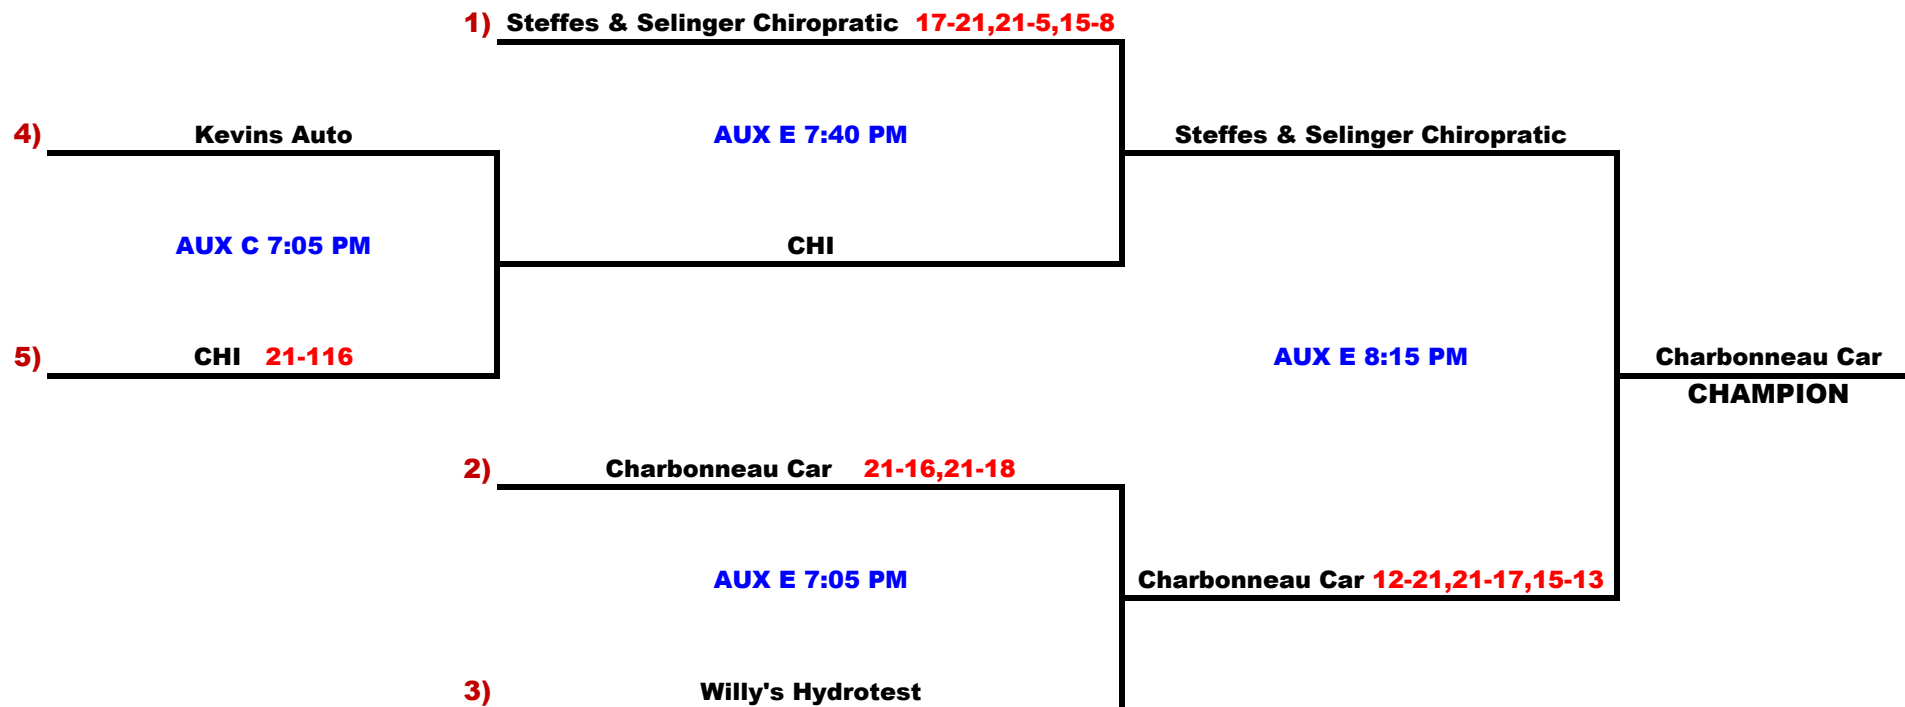 1) Steffes & Selinger Chiropratic 17-21,21-5,15-8
4) Kevins Auto
AUX E 7:40 PM
Steffes & Selinger Chiropratic
AUX C 7:05 PM
CHI
5) CHI 21-116
AUX E 8:15 PM
Charbonneau Car
CHAMPION
2) Charbonneau Car 21-16,21-18
AUX E 7:05 PM
Charbonneau Car 12-21,21-17,15-13
3) Willy's Hydrotest